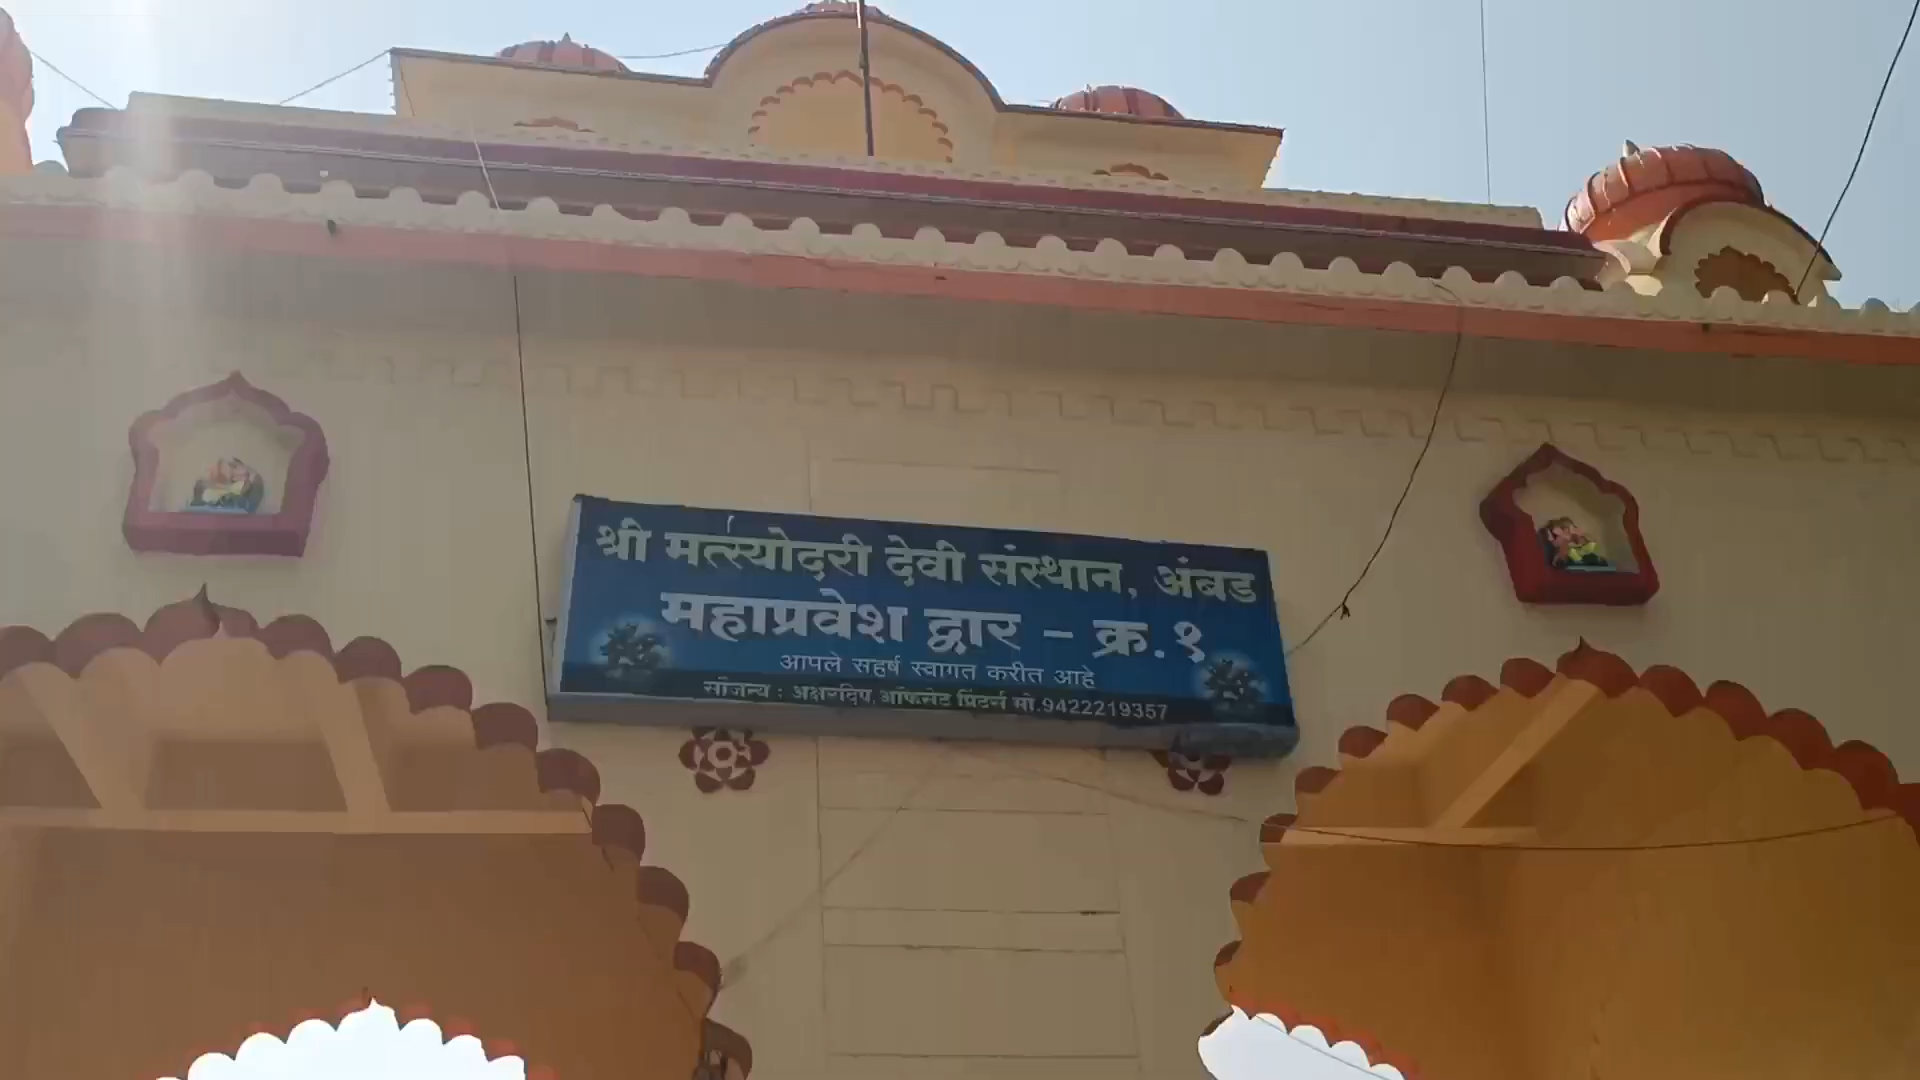 श्री मत्स्योदरी देवी संस्थान, अंबड
महाप्रवेश द्वार - क्र.१
आपले सहर्ष स्वागत करीत आहे
सौजन्य : अक्षरदिप ऑफसेट प्रिंटर्स मो.9422219357